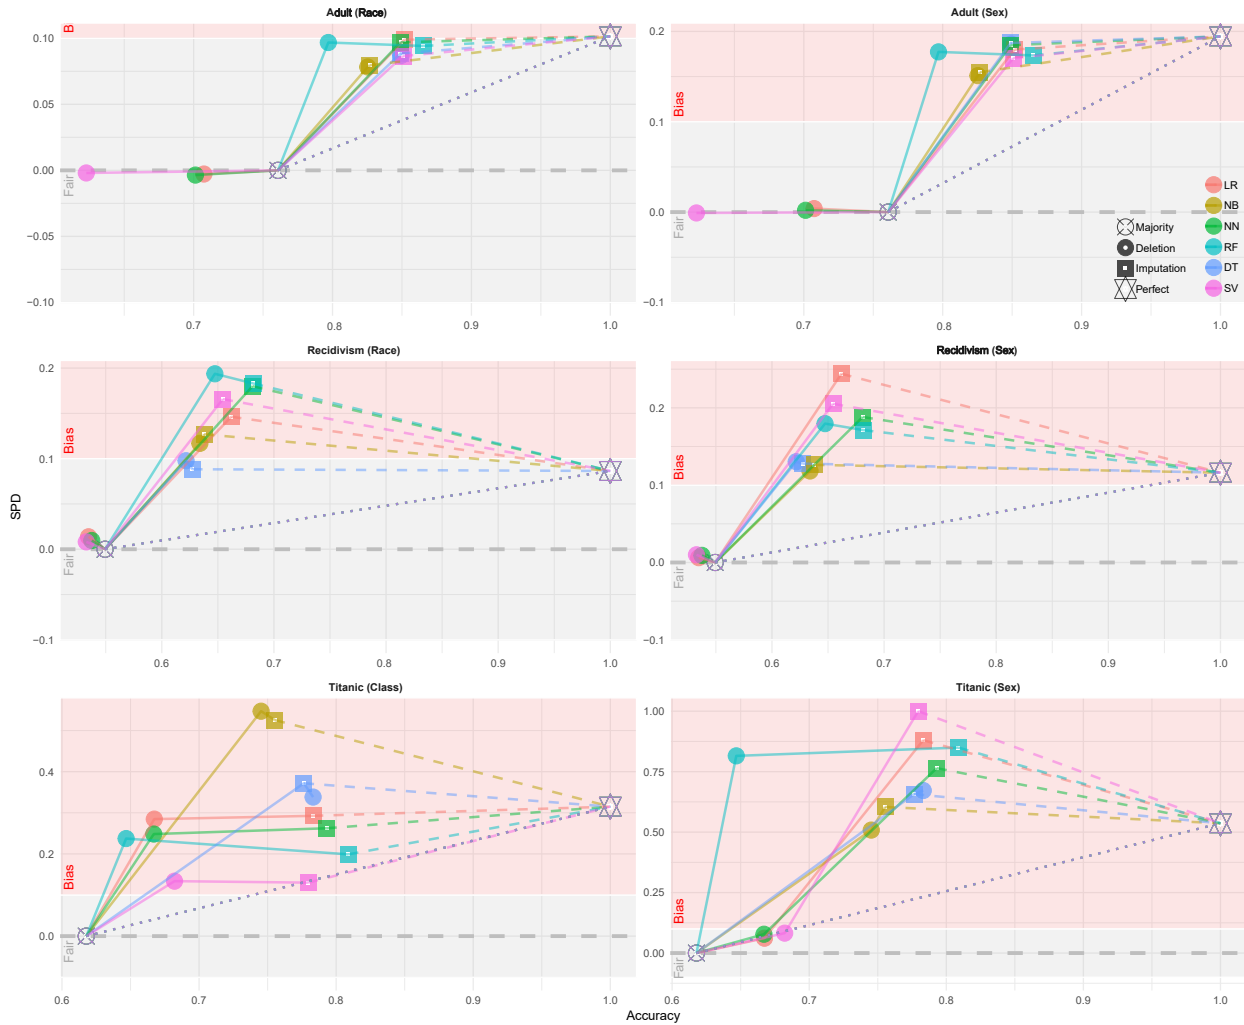 Adult (Race)
B
0.10
0.05
0.00
−0.05
−0.10
Fair
0.7
0.8
0.9
1.0
Adult (Sex)
0.2
0.1
0.0
−0.1
Bias
Fair
0.7
0.8
0.9
1.0
Majority
Deletion
Imputation
Perfect
LR
NB
NN
RF
DT
SV
SPD
Recidivism (Race)
0.2
0.1
0.0
−0.1
Bias
Fair
0.6
0.7
0.8
0.9
1.0
Recidivism (Sex)
0.2
0.1
0.0
−0.1
Bias
Fair
0.6
0.7
0.8
0.9
1.0
Titanic (Class)
0.4
0.2
0.0
Bias
Fair
0.6
0.7
0.8
0.9
1.0
Titanic (Sex)
1.00
0.75
0.50
0.25
0.00
Bias
Fair
0.6
0.7
0.8
0.9
1.0
Accuracy